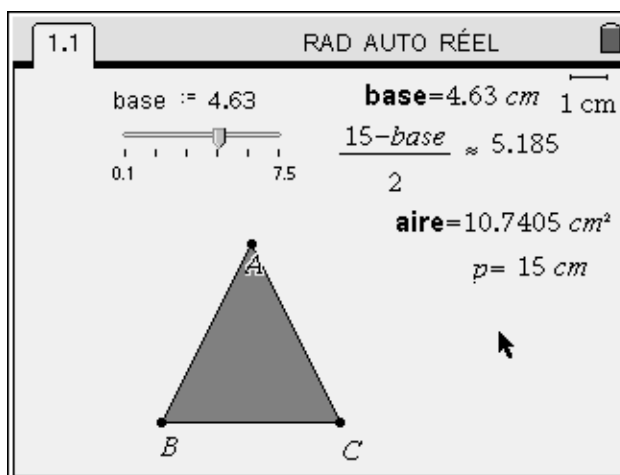 1.1 RAD AUTO RÉEL
base := 4.63
0.1 7.5
base=4.63 cm
1 cm
15-base
2
≈ 5.185
aire=10.7405 cm²
p= 15 cm
A
B C